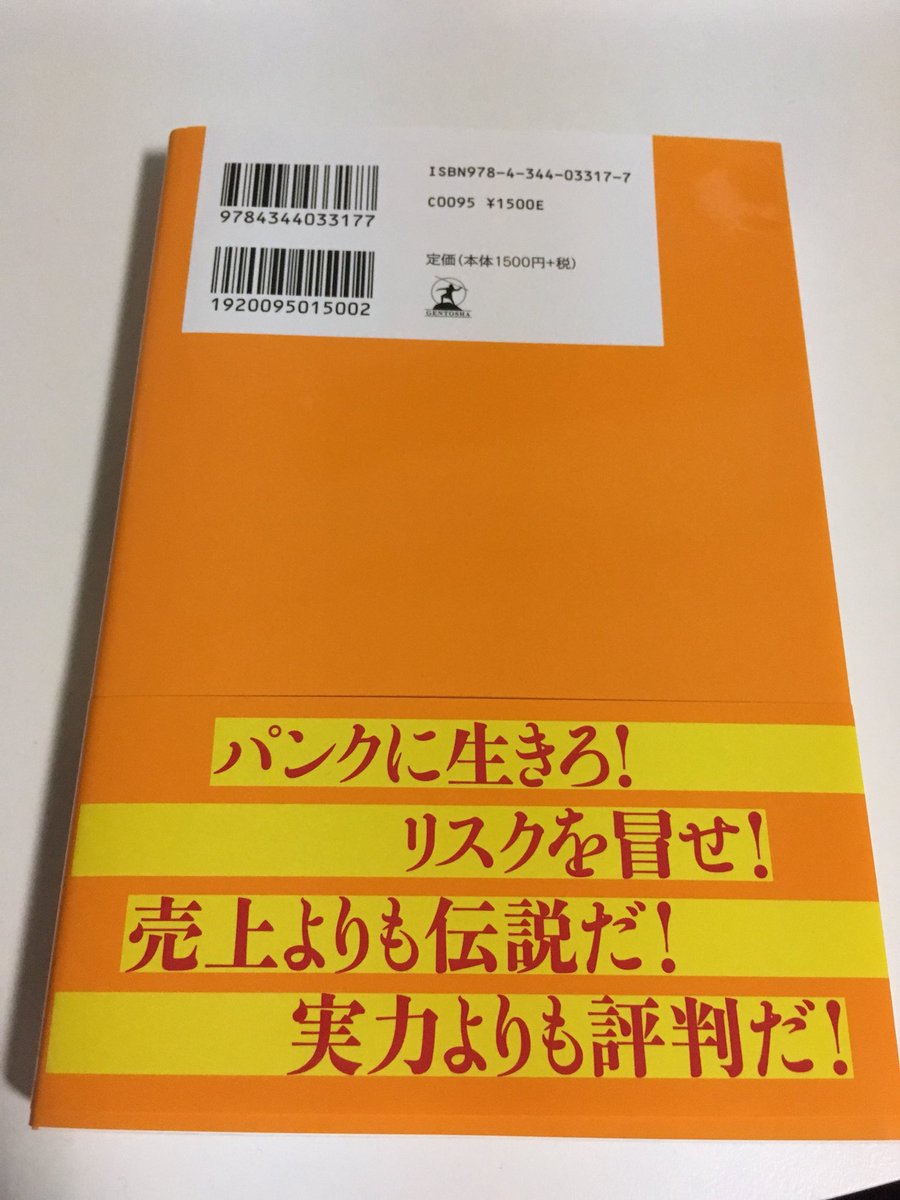 ISBN978-4-344-03317-7
9784344033177
C0095 ¥1500E
定価(本体1500円+税)
1920095015002
GENTOSHA
パンクに生きろ!
リスクを冒せ!
売上よりも伝説だ!
実力よりも評判だ!